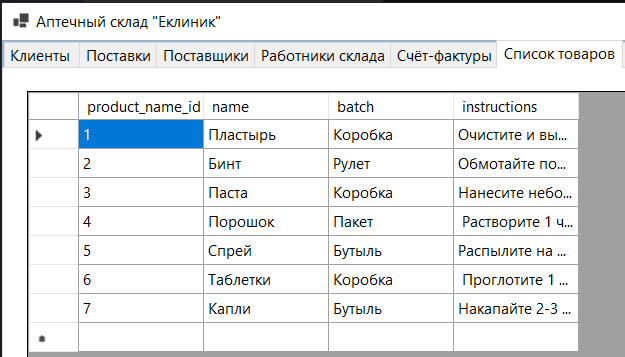 Аптечный склад "Еклиник"
Клиенты Поставки Поставщики Работники склада Счёт-фактуры Список товаров
product_name_id name batch instructions
1 Пластырь Коробка Очистите и вы...
2 Бинт Рулет Обмотайте по...
3 Паста Коробка Нанесите небо...
4 Порошок Пакет Растворите 1 ч...
5 Спрей Бутыль Распылите на ...
6 Таблетки Коробка Проглотите 1 ...
7 Капли Бутыль Накапайте 2-3 ...